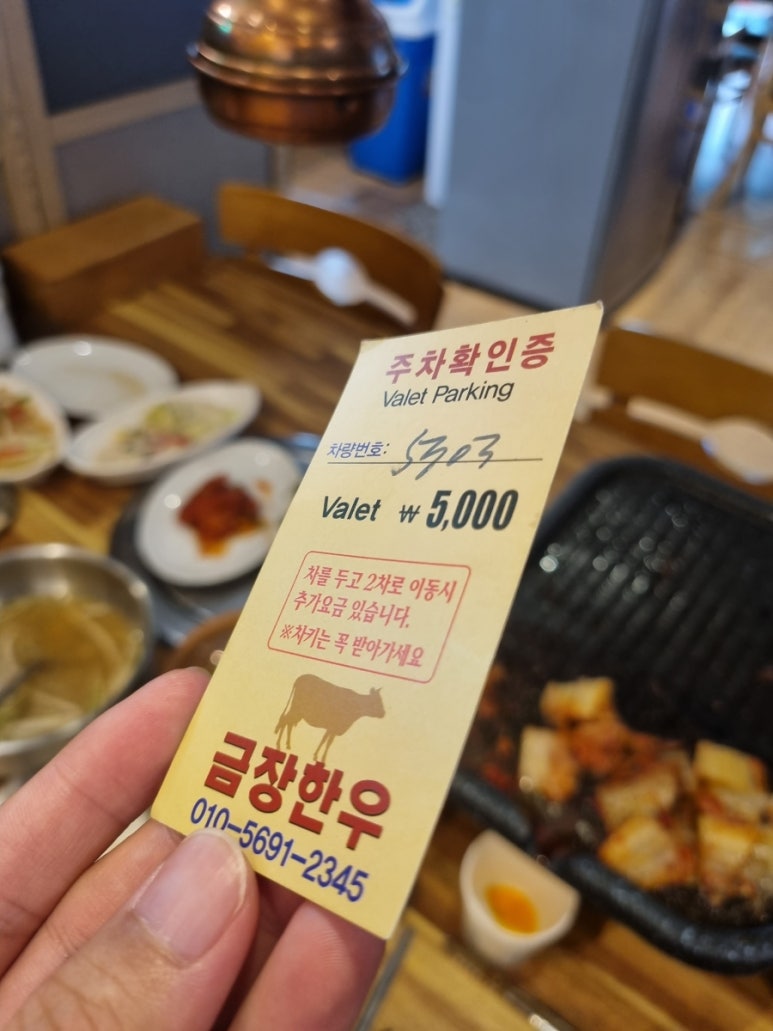 주차확인증
Valet Parking
차량번호: 5303
Valet ₩ 5,000
차를 두고 2차로 이동시
추가요금 있습니다.
※차키는 꼭 받아가세요
금장한우
010-5691-2345